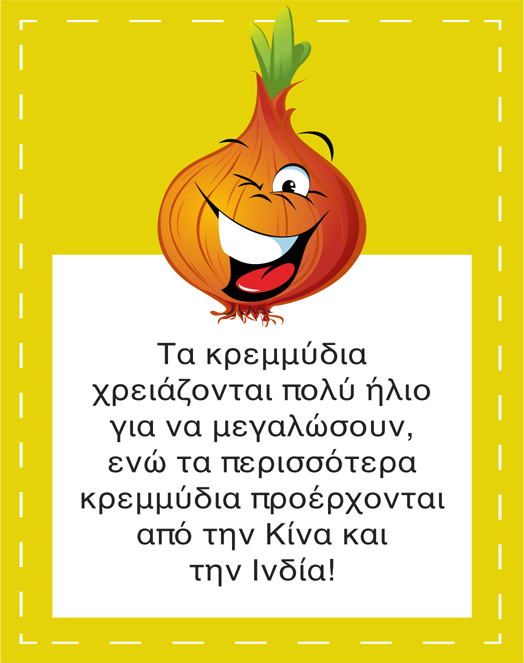 Τα κρεμμύδια
χρειάζονται πολύ ήλιο
για να μεγαλώσουν,
ενώ τα περισσότερα
κρεμμύδια προέρχονται
από την Κίνα και
την Ινδία!